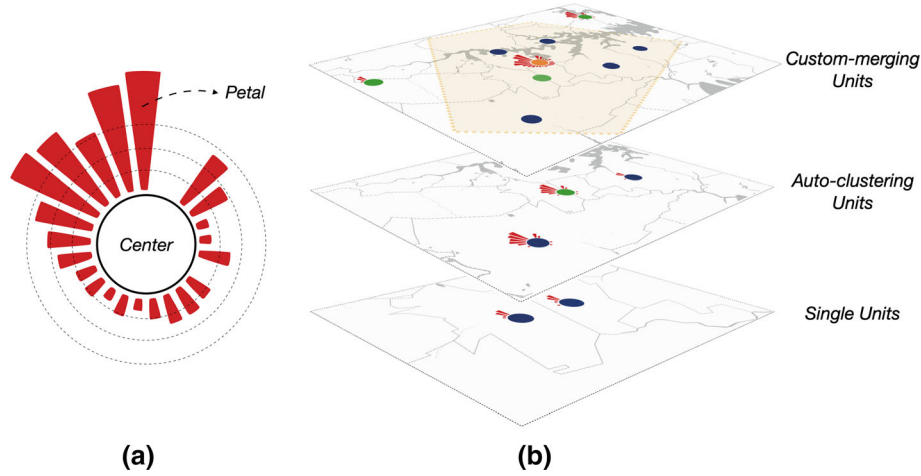 Petal
Center
(a)
Custom-merging
Units
Auto-clustering
Units
Single Units
(b)